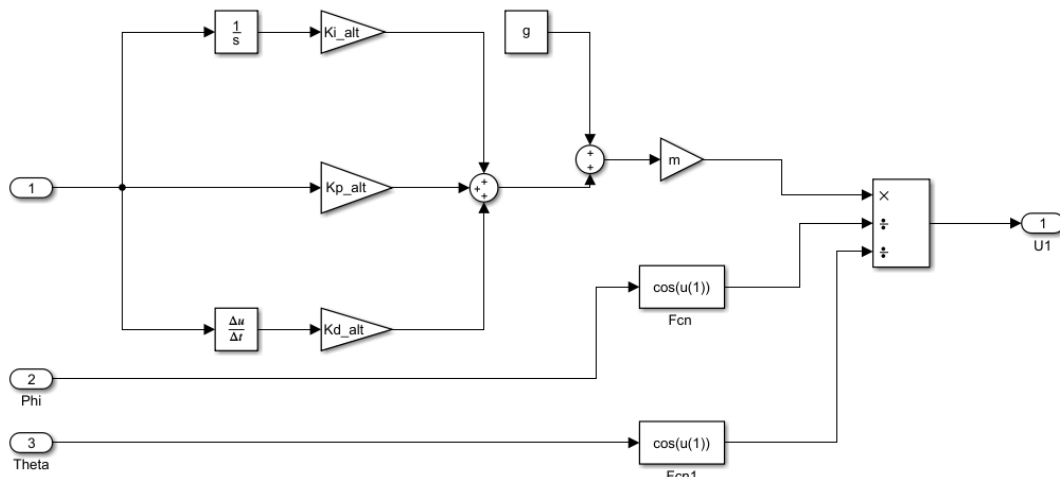 1
s
Ki_alt
g
+
+
m
1
Kp_alt
+
+
+
×
÷
÷
1
U1
cos(u(1))
Fcn
Δu
Δt
Kd_alt
2
Phi
3
Theta
cos(u(1))
Fcn1